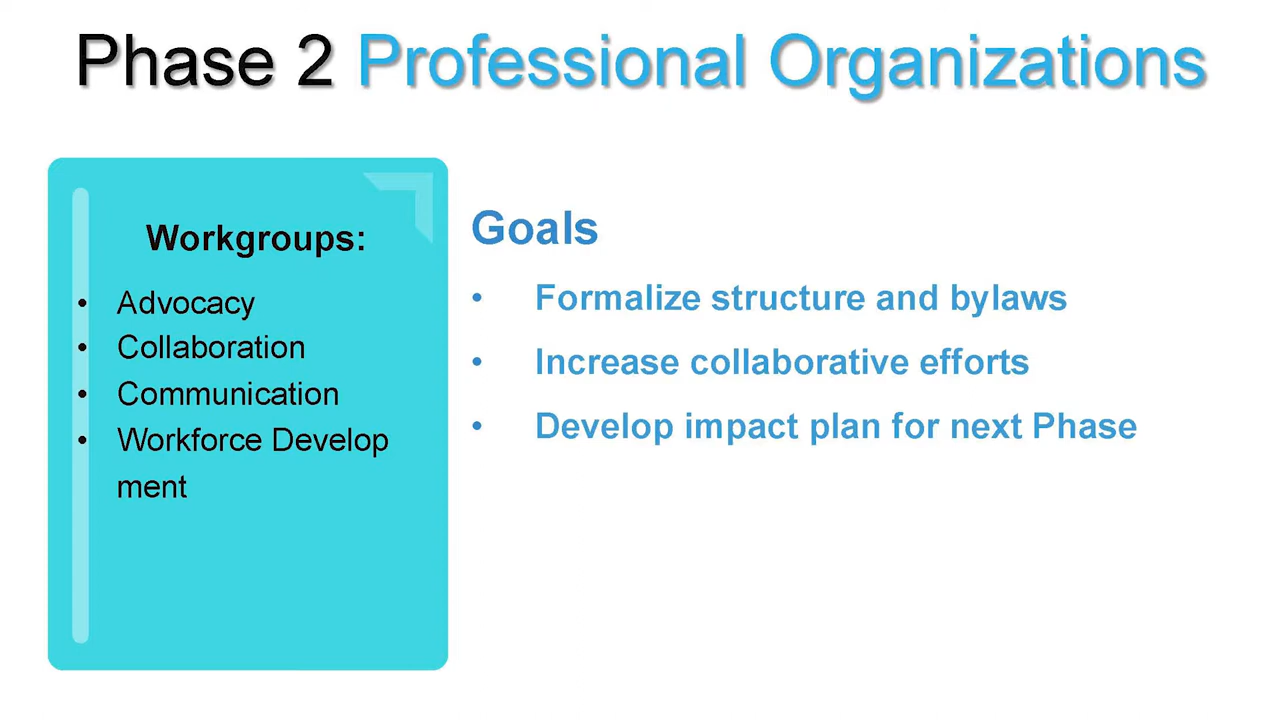 Phase 2 Professional Organizations
Workgroups:
• Advocacy
• Collaboration
• Communication
• Workforce Develop
ment
Goals
• Formalize structure and bylaws
• Increase collaborative efforts
• Develop impact plan for next Phase